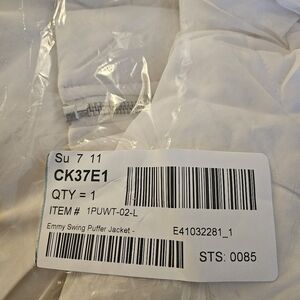 Su 7 11
CK37E1
QTY = 1
ITEM # 1PUWT-02-L
Emmy Swing Puffer Jacket -
E41032281_1
STS: 0085